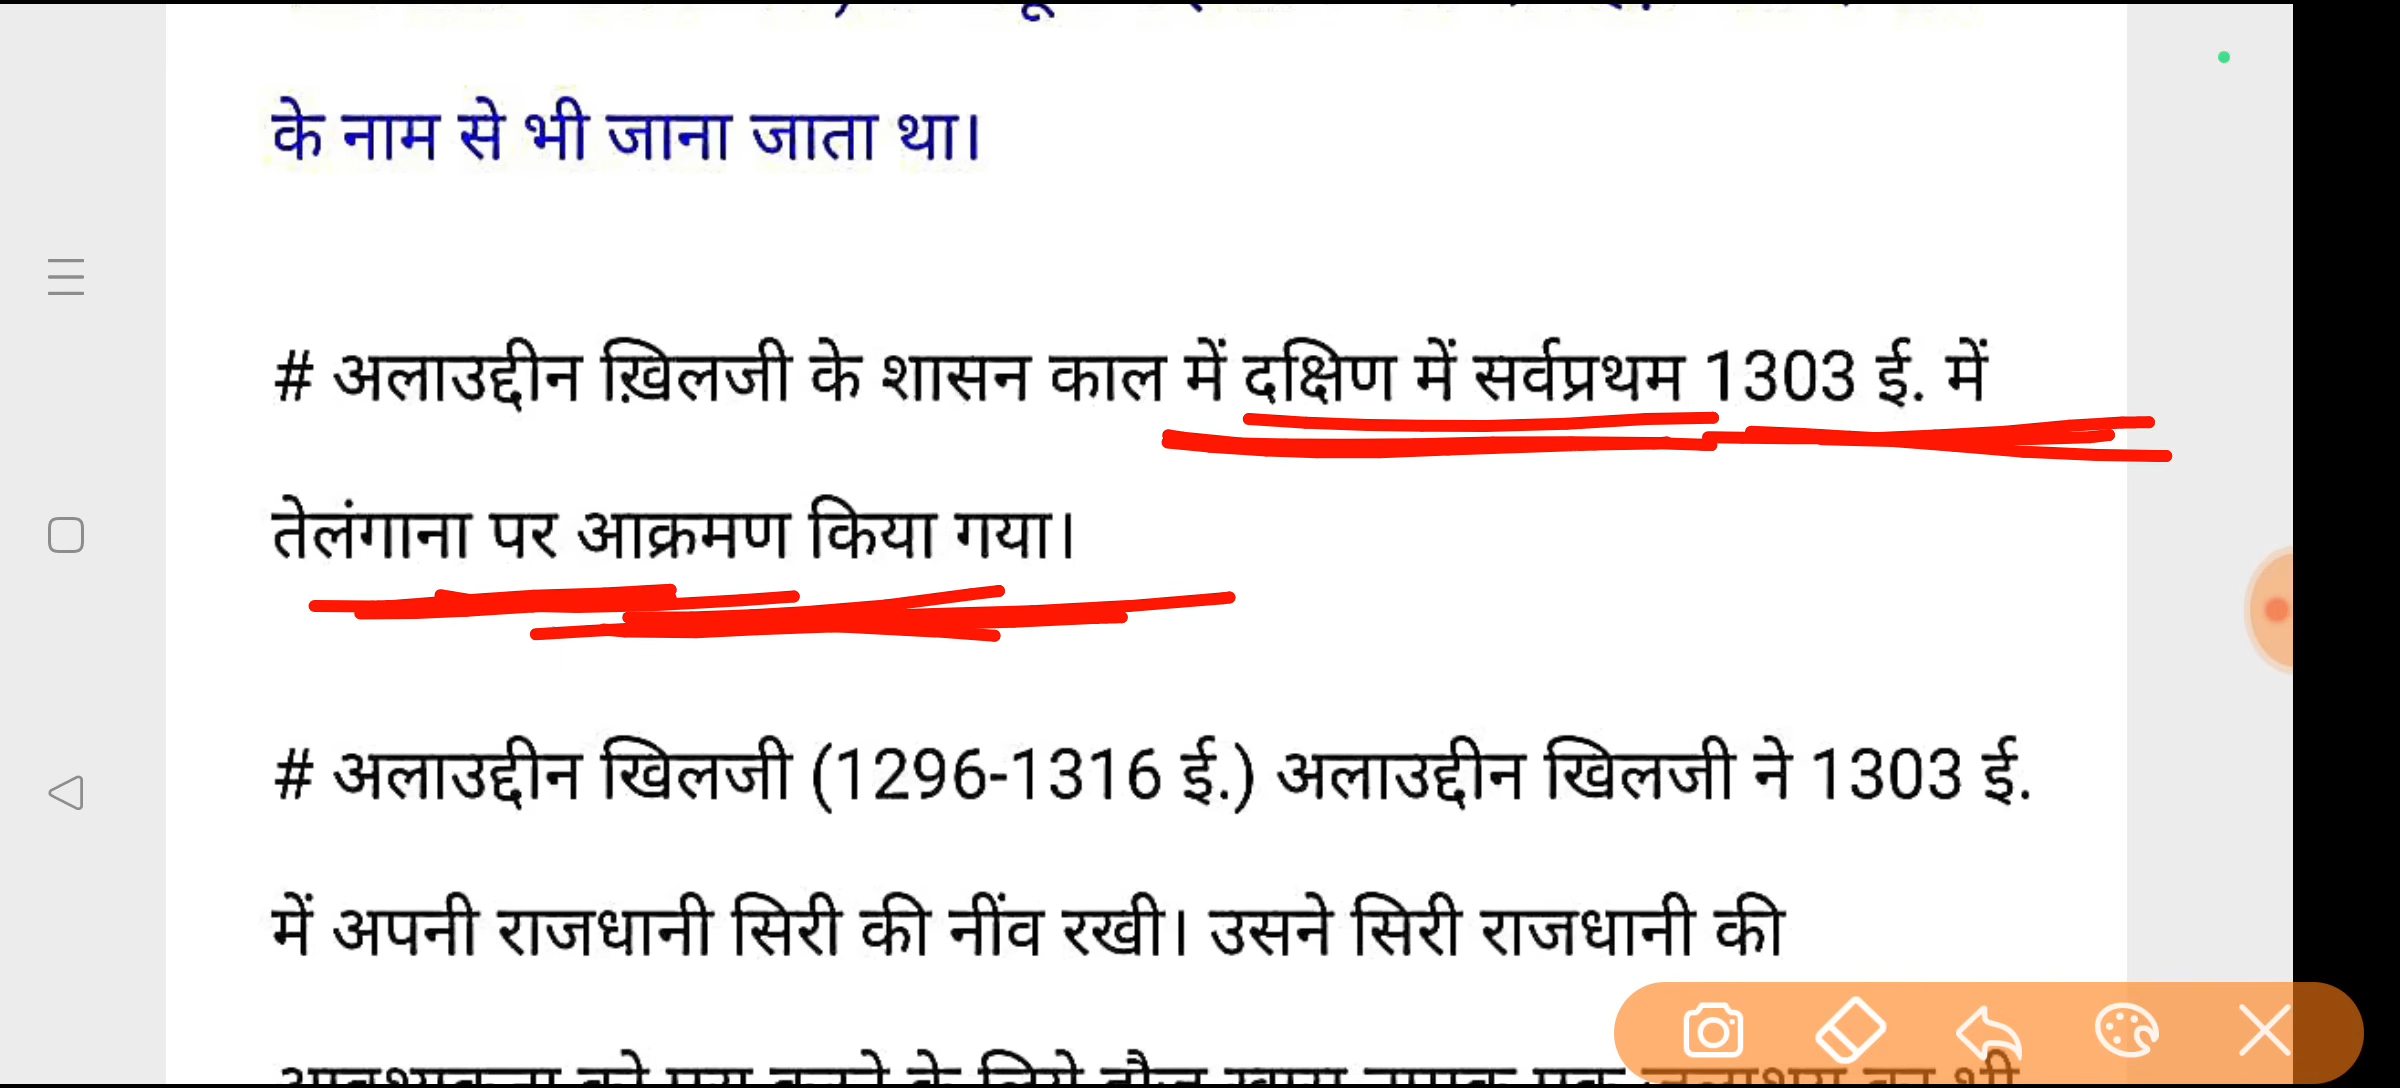 के नाम से भी जाना जाता था।
# अलाउद्दीन ख़िलजी के शासन काल में दक्षिण में सर्वप्रथम 1303 ई. में
तेलंगाना पर आक्रमण किया गया।
# अलाउद्दीन खिलजी (1296-1316 ई.) अलाउद्दीन खिलजी ने 1303 ई.
में अपनी राजधानी सिरी की नींव रखी। उसने सिरी राजधानी की